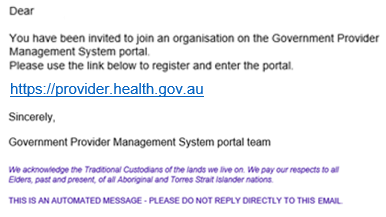 Dear
You have been invited to join an organisation on the Government Provider
Management System portal.
Please use the link below to register and enter the portal.
https://provider.health.gov.au
Sincerely,
Government Provider Management System portal team
We acknowledge the Traditional Custodians of the lands we live on. We pay our respects to all
Elders, past and present, of all Aboriginal and Torres Strait Islander nations.
THIS IS AN AUTOMATED MESSAGE - PLEASE DO NOT REPLY DIRECTLY TO THIS EMAIL.